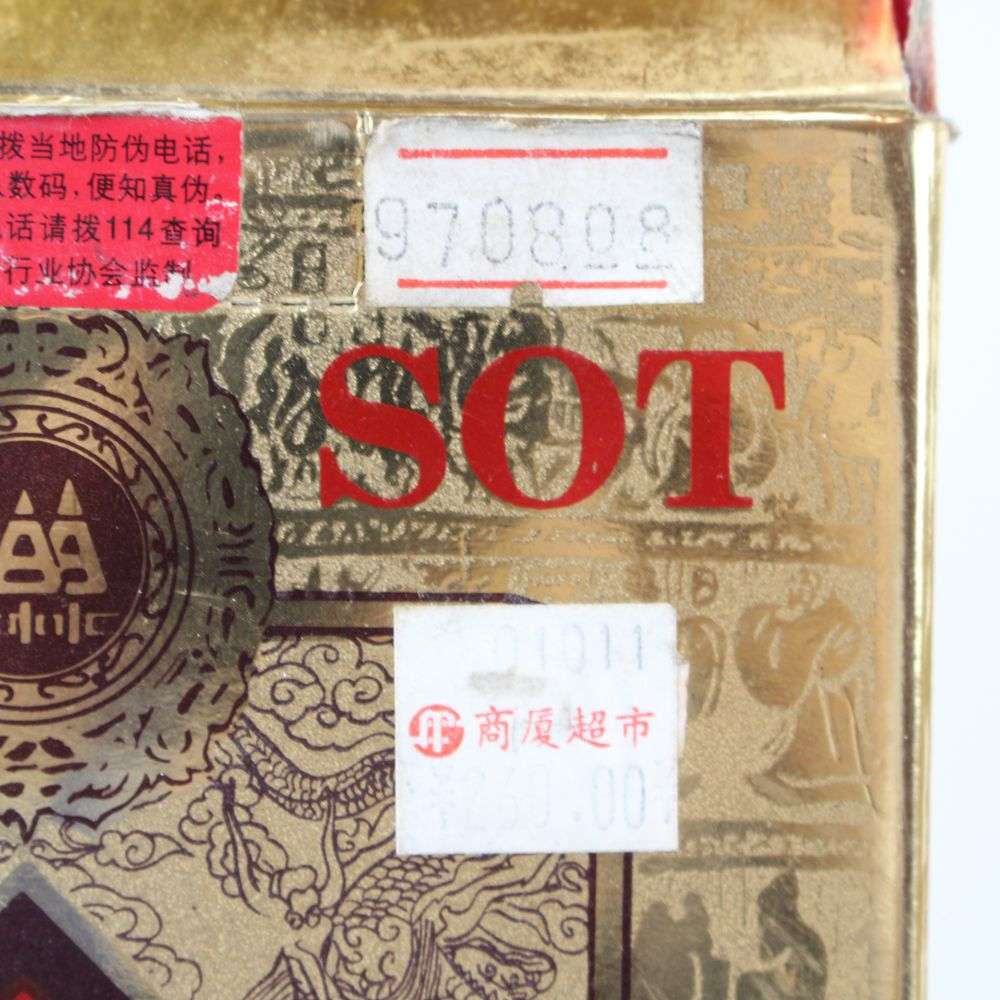 拨当地防伪电话,
数码,便知真伪。
话请拨114查询
行业协会监制
970808
SOT
01011
商厦超市